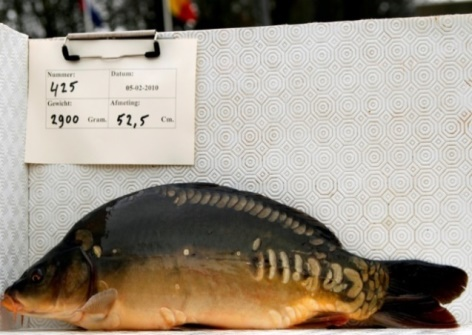 Nummer: Datum:
425 05-02-2010
Gewicht: Afmeting:
2900 Gram. 52,5 Cm.